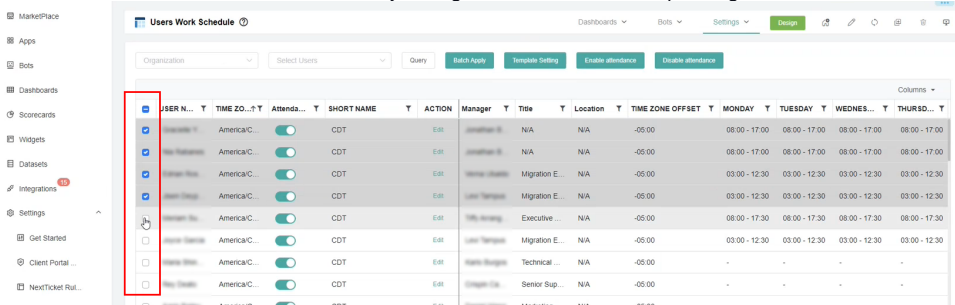 MarketPlace
Apps
Bots
Dashboards
Scorecards
Widgets
Datasets
Integrations 15
Settings
Get Started
Client Portal ...
NextTicket Rul...
Users Work Schedule
Dashboards Bots Settings Design
Organization Select Users Query Batch Apply Template Setting Enable attendance Disable attendance
Columns
USER N... TIME ZO... Attenda... SHORT NAME ACTION Manager Title Location TIME ZONE OFFSET MONDAY TUESDAY WEDNES... THURSD...
America/C... CDT Edit N/A N/A -05:00 08:00 - 17:00 08:00 - 17:00 08:00 - 17:00 08:00 - 17:00
America/C... CDT Edit N/A N/A -05:00 08:00 - 17:00 08:00 - 17:00 08:00 - 17:00 08:00 - 17:00
America/C... CDT Edit Migration E... N/A -05:00 03:00 - 12:30 03:00 - 12:30 03:00 - 12:30 03:00 - 12:30
America/C... CDT Edit Migration E... N/A -05:00 03:00 - 12:30 03:00 - 12:30 03:00 - 12:30 03:00 - 12:30
America/C... CDT Edit Executive ... N/A -05:00 08:00 - 17:30 08:00 - 17:30 08:00 - 17:30 08:00 - 17:30
America/C... CDT Edit Migration E... N/A -05:00 03:00 - 12:30 03:00 - 12:30 03:00 - 12:30 03:00 - 12:30
America/C... CDT Edit Technical ... N/A -05:00 - - - -
America/C... CDT Edit Senior Sup... N/A -05:00 - - - -